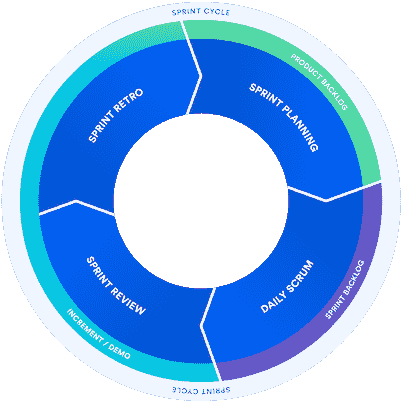 SPRINT CYCLE
PRODUCT BACKLOG
SPRINT PLANNING
SPRINT RETRO
SPRINT BACKLOG
DAILY SCRUM
SPRINT REVIEW
INCREMENT / DEMO
SPRINT CYCLE